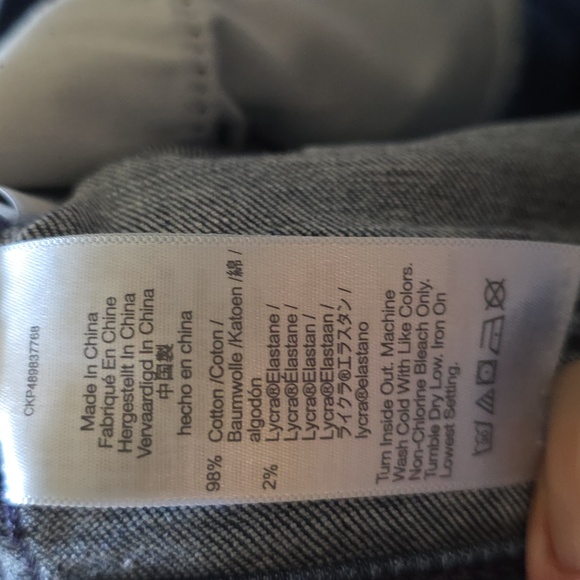 CKP489837768
Made In China
Fabriqué En Chine
Hergestellt In China
Vervaardigd In China
中国製
hecho en china
98% Cotton /Coton /
Baumwolle /Katoen /綿 /
algodón
2% Lycra®Elastane /
Lycra®Élastane /
Lycra®Elastan /
Lycra®Elastaan /
ライクラ®エラスタン /
lycra®elastano
Turn Inside Out. Machine
Wash Cold With Like Colors.
Non-Chlorine Bleach Only.
Tumble Dry Low. Iron On
Lowest Setting.